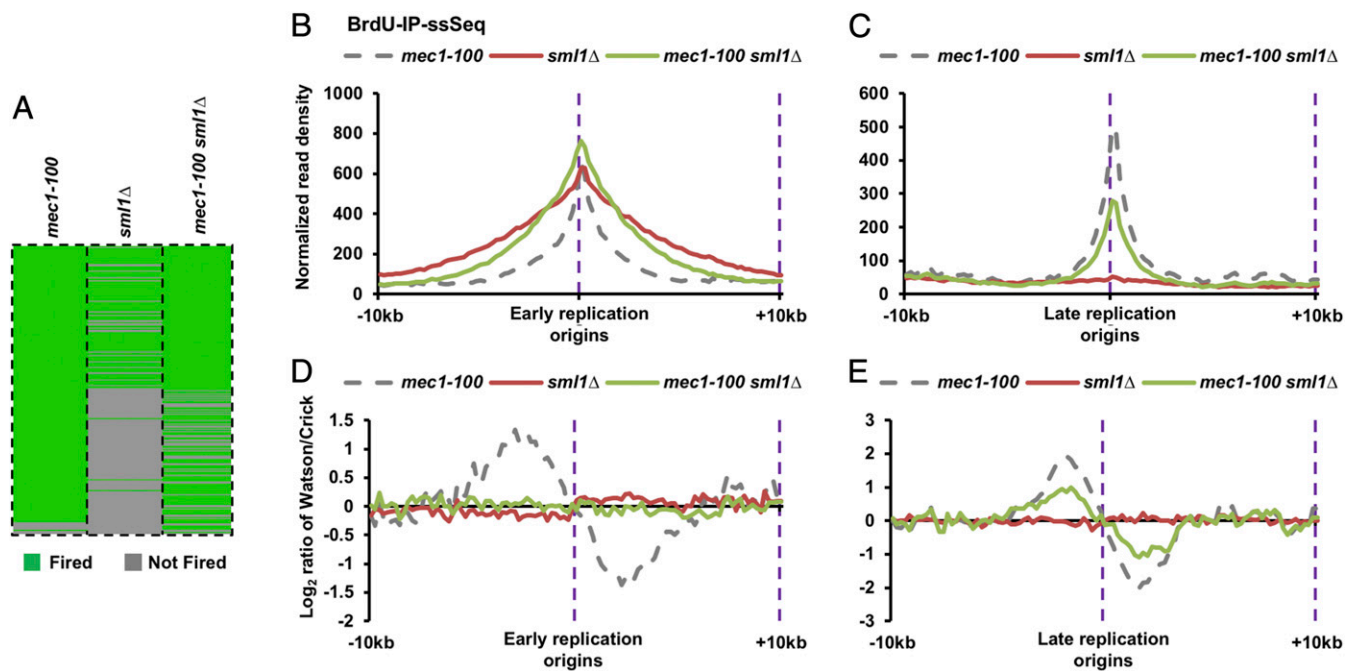 A
mec1-100
sml1Δ
mec1-100 sml1Δ
Fired
Not Fired
BrdU-IP-ssSeq
B
mec1-100 sml1Δ mec1-100 sml1Δ
Normalized read density
1000
800
600
400
200
0
-10kb
Early replication
origins
+10kb
C
mec1-100 sml1Δ mec1-100 sml1Δ
600
500
400
300
200
100
0
-10kb
Late replication
origins
+10kb
D
mec1-100 sml1Δ mec1-100 sml1Δ
Log2 ratio of Watson/Crick
1.5
1
0.5
0
-0.5
-1
-1.5
-2
-10kb
Early replication
origins
+10kb
E
mec1-100 sml1Δ mec1-100 sml1Δ
3
2
1
0
-1
-2
-3
-10kb
Late replication
origins
+10kb